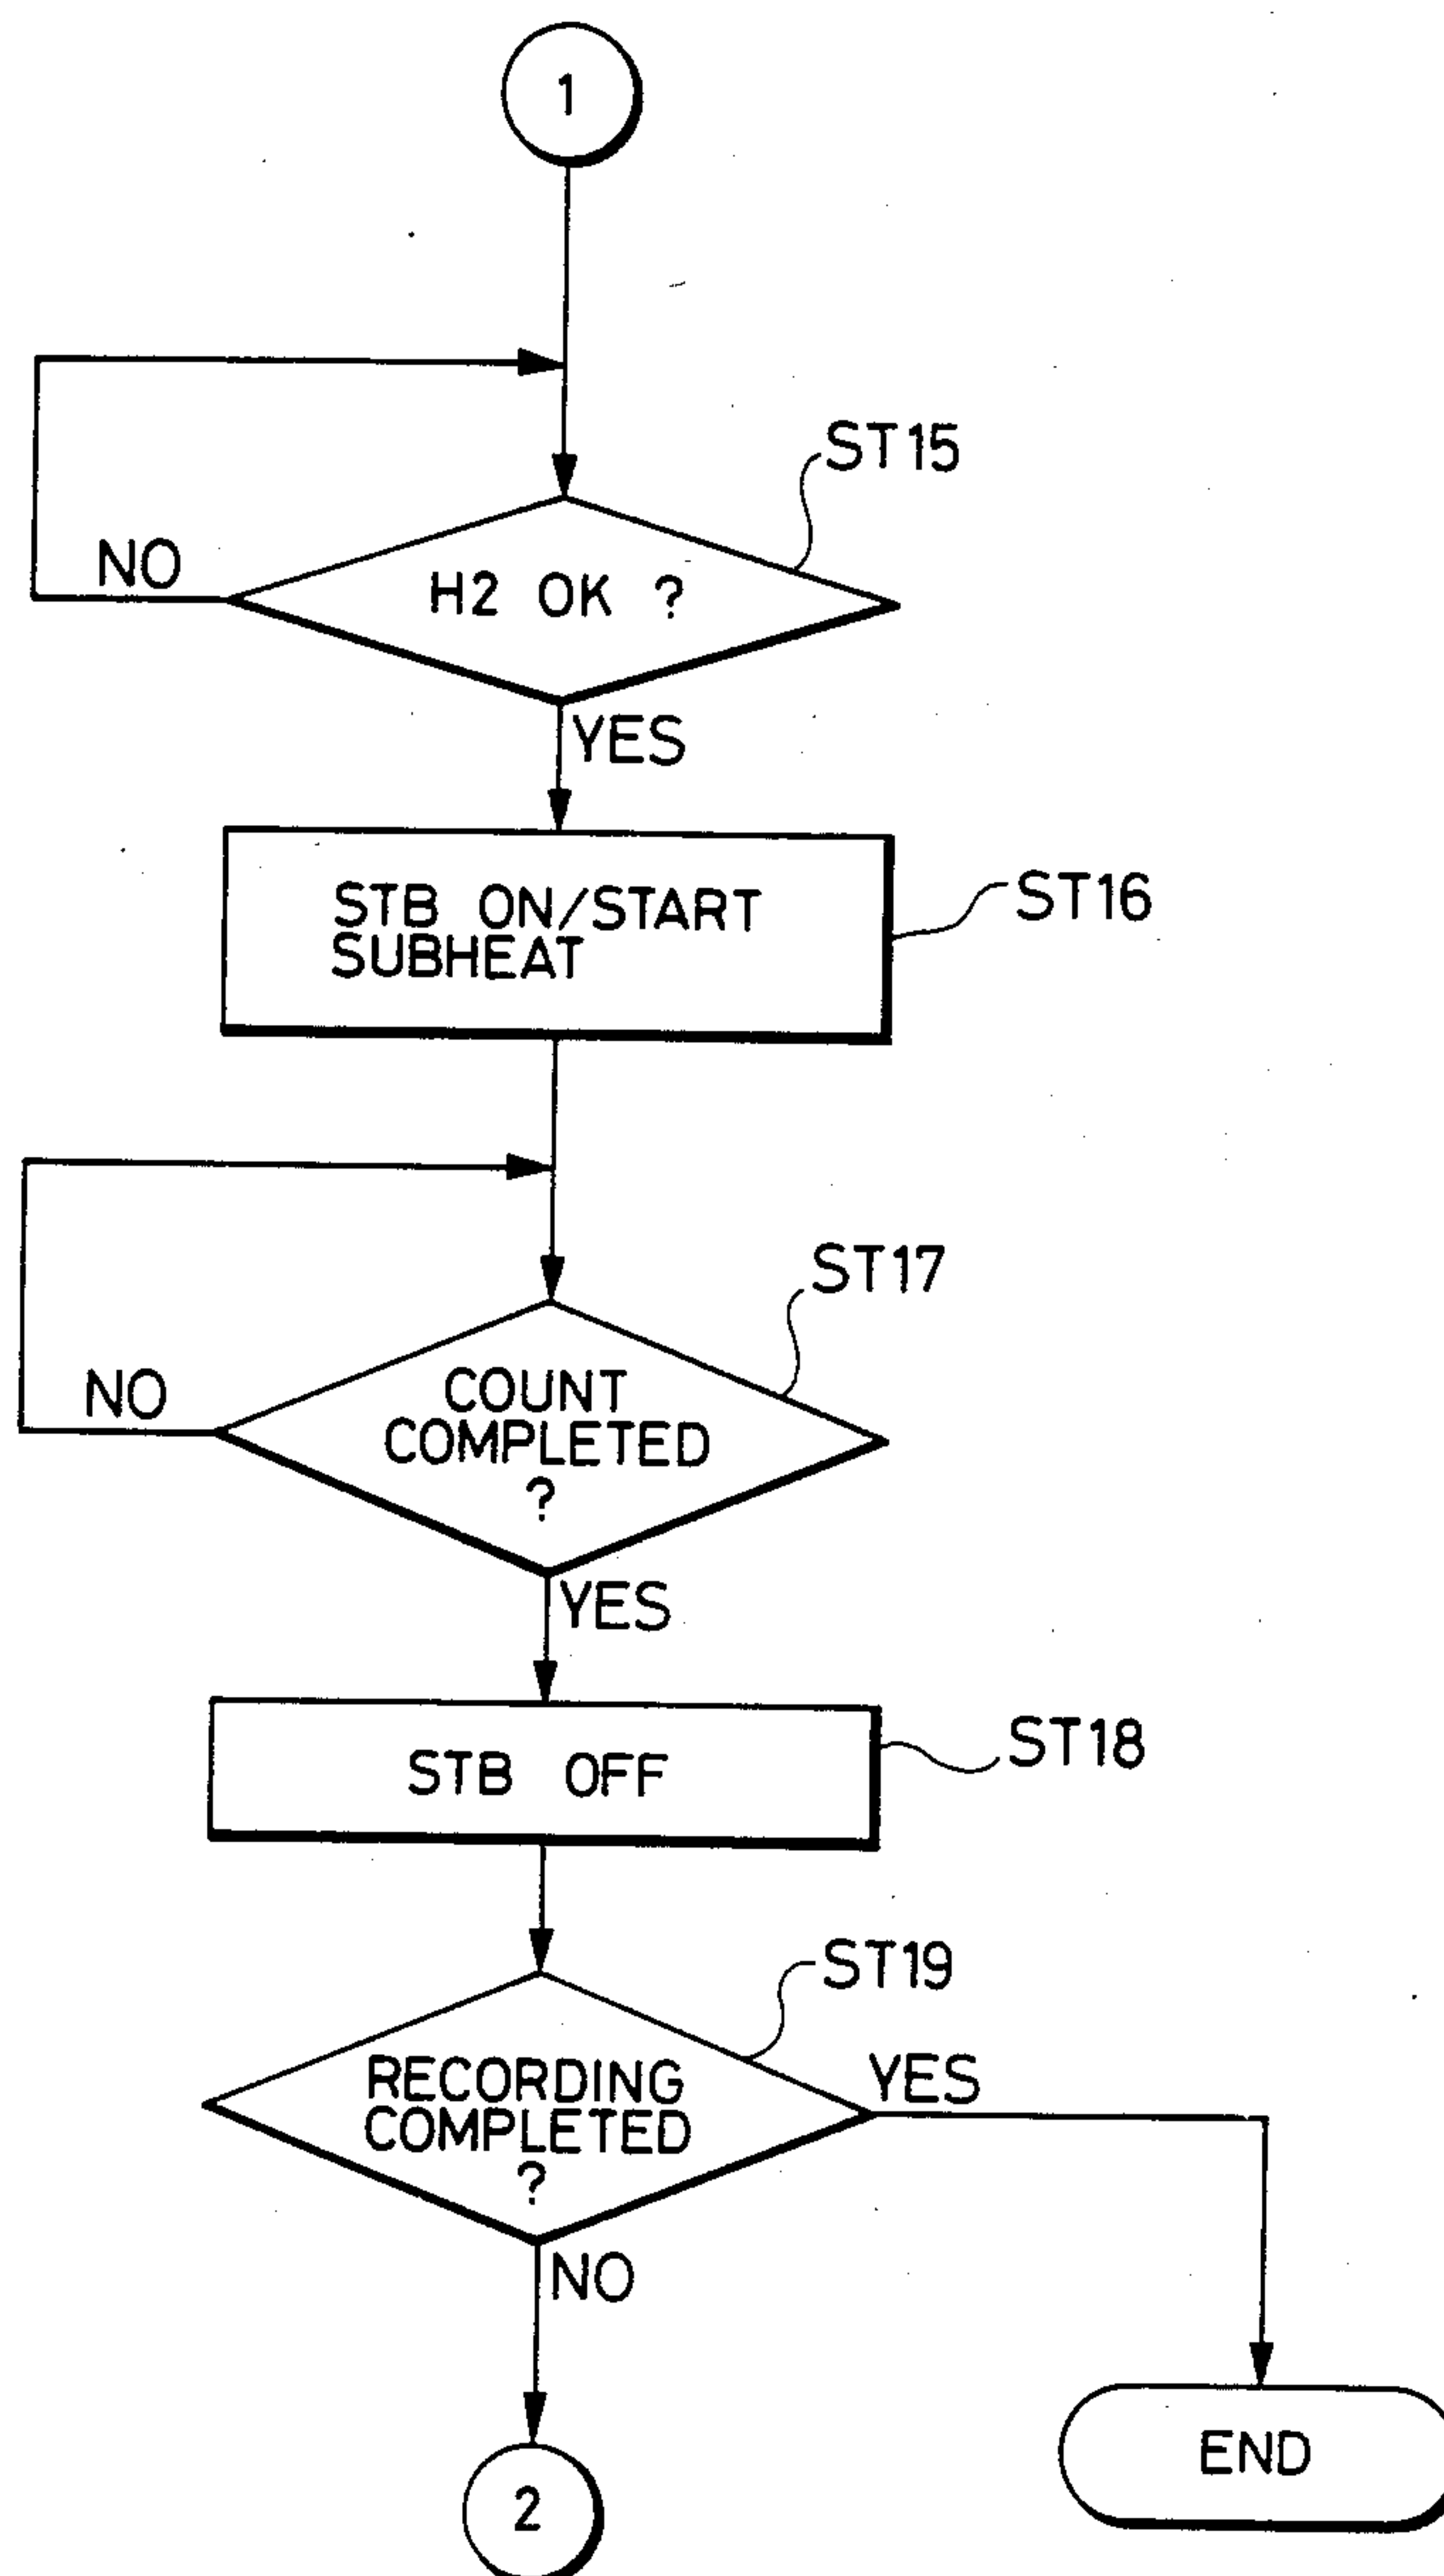 1
ST15
NO
H2 OK ?
YES
STB ON/START
SUBHEAT
ST16
ST17
NO
COUNT
COMPLETED
?
YES
STB OFF
ST18
ST19
RECORDING
COMPLETED
?
YES
NO
END
2